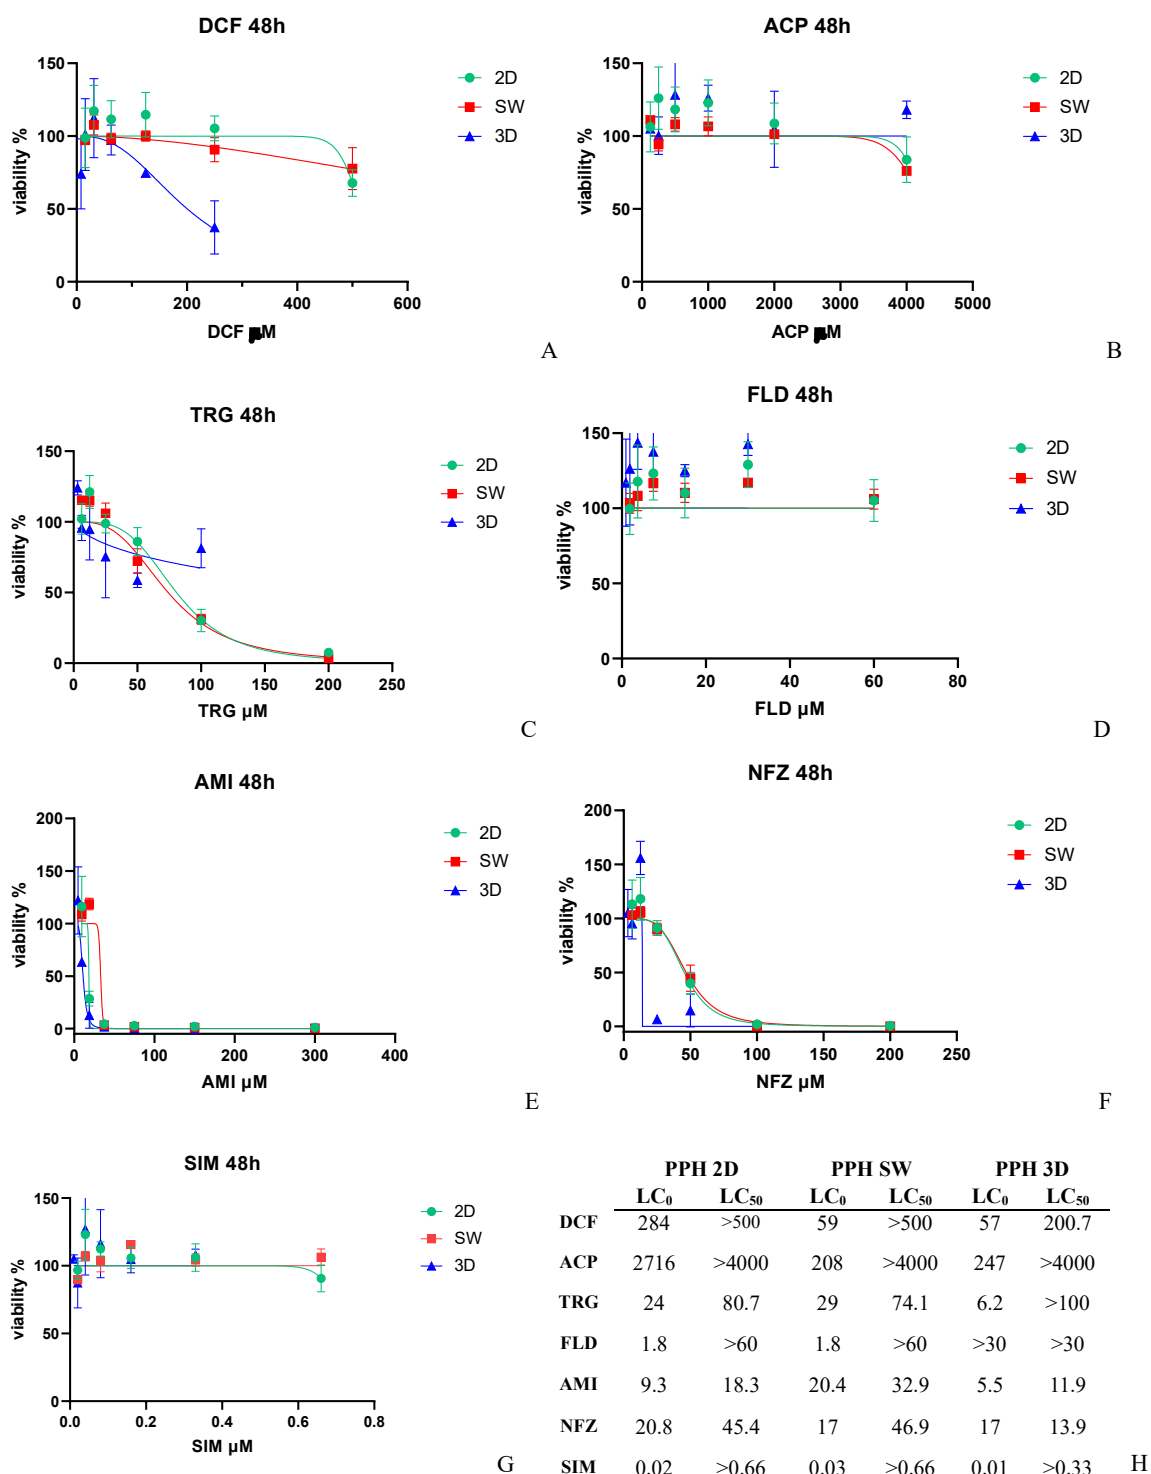 DCF 48h
150
100
50
0
viability %
0 200 400 600
DCF µM
2D
SW
3D
A
ACP 48h
150
100
50
0
viability %
0 1000 2000 3000 4000 5000
ACP µM
2D
SW
3D
B
TRG 48h
150
100
50
0
viability %
0 50 100 150 200 250
TRG µM
2D
SW
3D
C
FLD 48h
150
100
50
0
viability %
0 20 40 60 80
FLD µM
2D
SW
3D
D
AMI 48h
200
150
100
50
0
viability %
0 100 200 300 400
AMI µM
2D
SW
3D
E
NFZ 48h
200
150
100
50
0
viability %
0 50 100 150 200 250
NFZ µM
2D
SW
3D
F
SIM 48h
150
100
50
0
viability %
0.0 0.2 0.4 0.6 0.8
SIM µM
2D
SW
3D
G
PPH 2D PPH SW PPH 3D
LC₀ LC₅₀ LC₀ LC₅₀ LC₀ LC₅₀
DCF 284 >500 59 >500 57 200.7
ACP 2716 >4000 208 >4000 247 >4000
TRG 24 80.7 29 74.1 6.2 >100
FLD 1.8 >60 1.8 >60 >30 >30
AMI 9.3 18.3 20.4 32.9 5.5 11.9
NFZ 20.8 45.4 17 46.9 17 13.9
SIM 0.02 >0.66 0.03 >0.66 0.01 >0.33
H